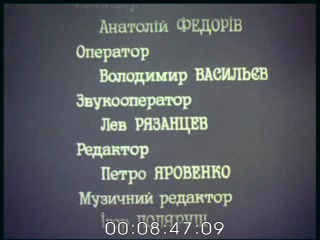 Анатолій ФЕДОРІВ
Оператор
Володимир ВАСИЛЬЄВ
Звукооператор
Лев РЯЗАНЦЕВ
Редактор
Петро ЯРОВЕНКО
Музичний редактор
00:08:47:09